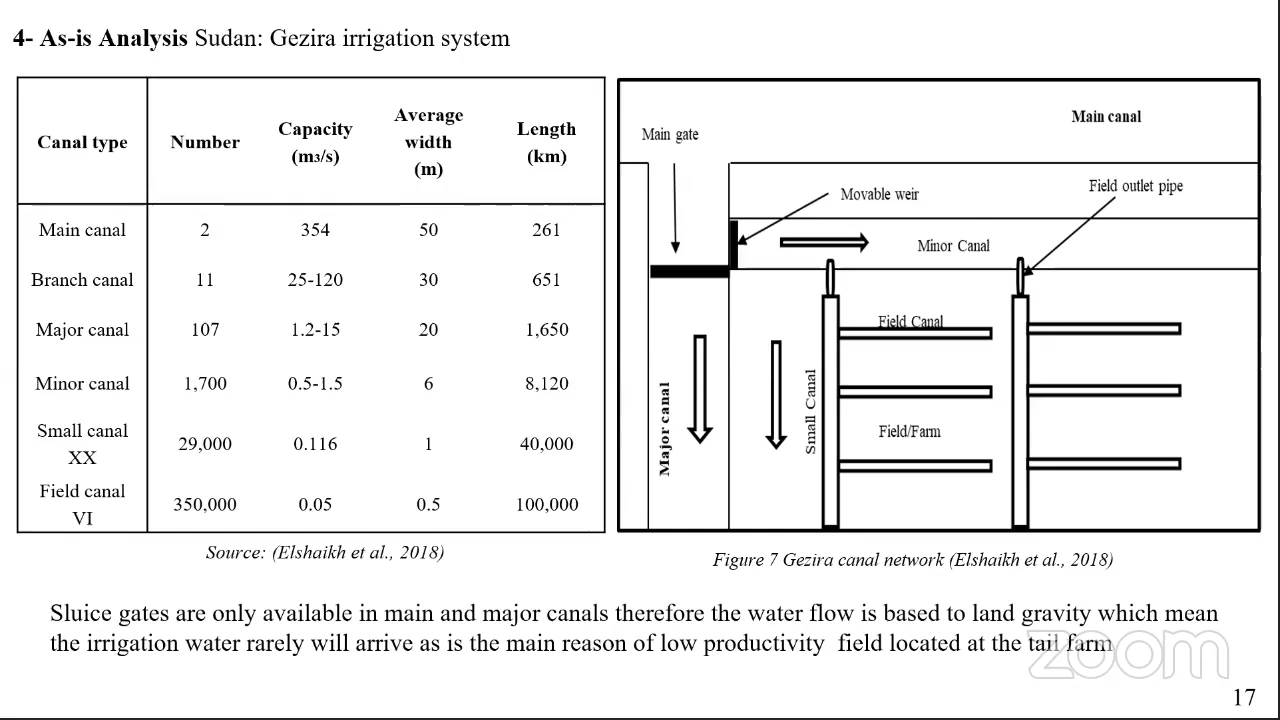 4- As-is Analysis Sudan: Gezira irrigation system
Canal type Number Capacity (m3/s) Average width (m) Length (km)
Main canal 2 354 50 261
Branch canal 11 25-120 30 651
Major canal 107 1.2-15 20 1,650
Minor canal 1,700 0.5-1.5 6 8,120
Small canal XX 29,000 0.116 1 40,000
Field canal VI 350,000 0.05 0.5 100,000
Source: (Elshaikh et al., 2018)
Main canal
Main gate
Movable weir
Field outlet pipe
Minor Canal
Field Canal
Major canal
Small Canal
Field/Farm
Figure 7 Gezira canal network (Elshaikh et al., 2018)
Sluice gates are only available in main and major canals therefore the water flow is based to land gravity which mean
the irrigation water rarely will arrive as is the main reason of low productivity field located at the tail farm
zoom
17